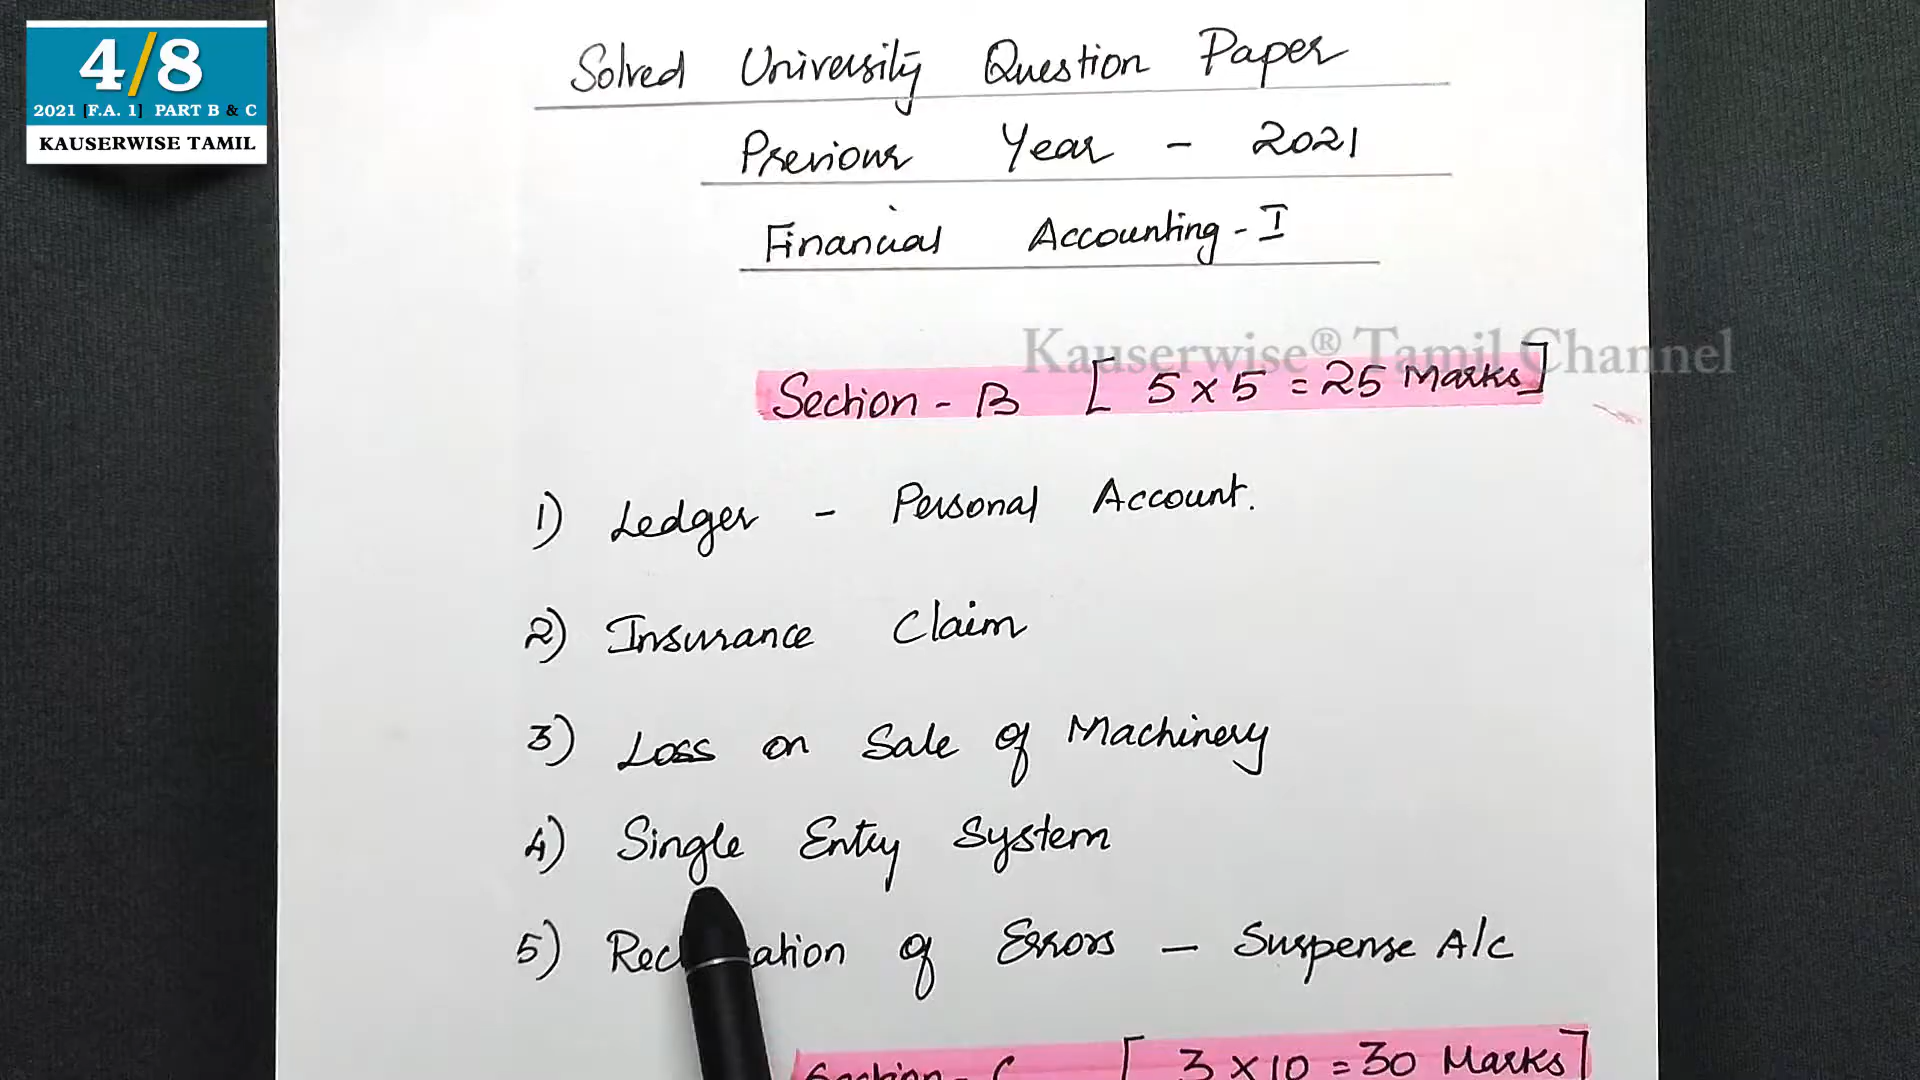 4/8
2021 [F.A. 1] PART B & C
KAUSERWISE TAMIL
Solved University Question Paper
Previous Year - 2021
Financial Accounting - I
Kauserwise® Tamil Channel
Section - B [ 5 x 5 = 25 Marks]
1) Ledger - Personal Account.
2) Insurance Claim
3) Loss on Sale of Machinery
4) Single Entry System
5) of Errors - Suspense A/c
Section - C [ 3 x 10 = 30 Marks]